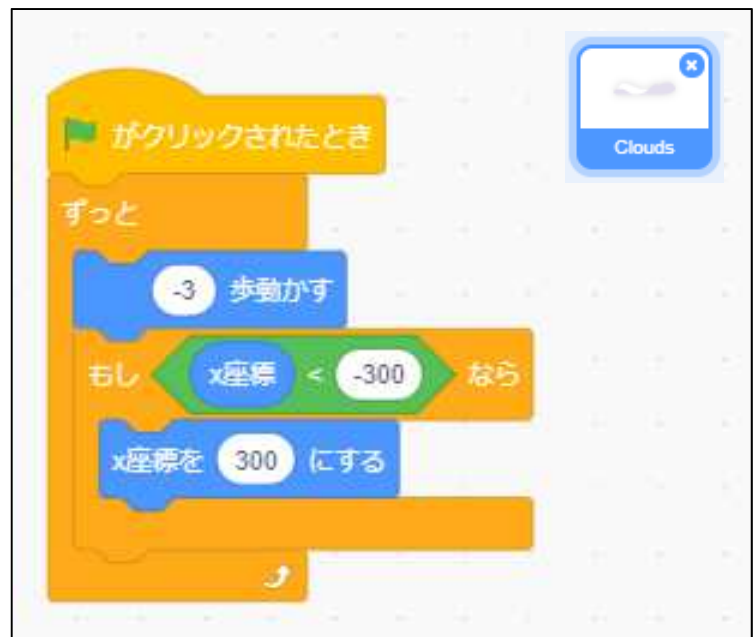 がクリックされたとき
Clouds
ずっと
-3 歩動かす
もし x座標 < -300 なら
x座標を 300 にする